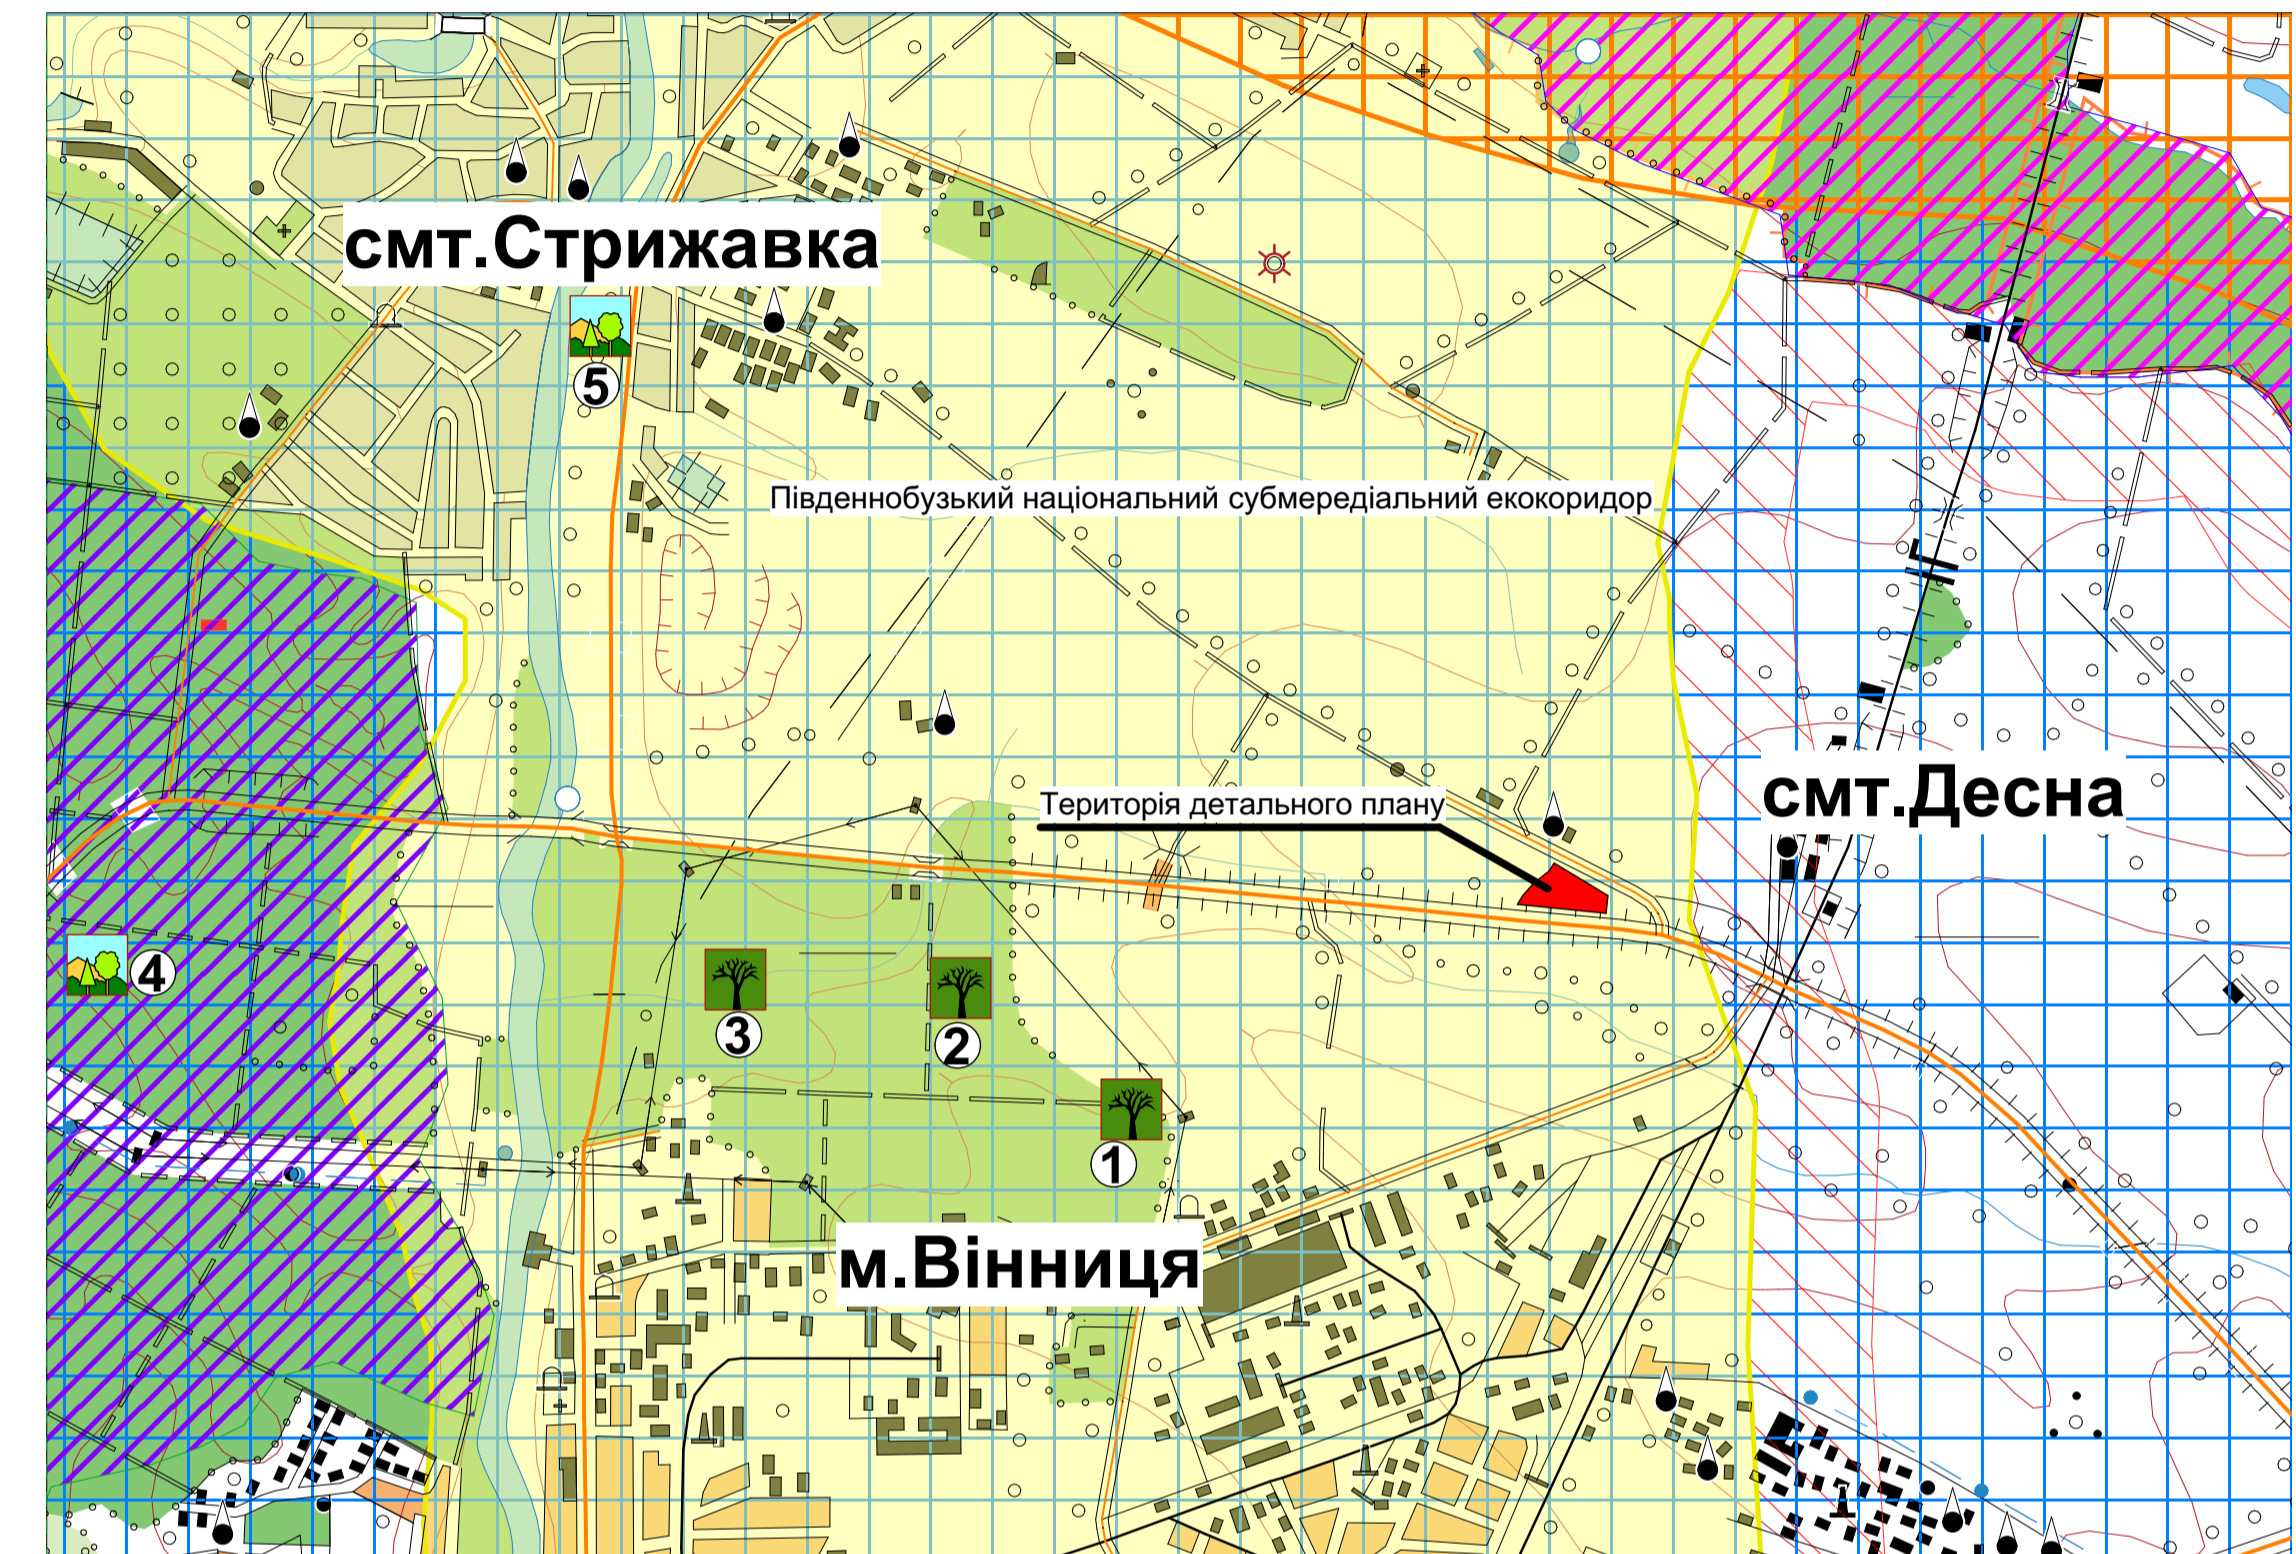 смт.Стрижавка
5
Південнобузький національний субмередіальний екокоридор
смт.Десна
Територія детального плану
4
3
2
1
м.Вінниця